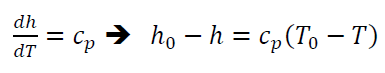 dh/dT = c_p ➔ h_0 − h = c_p(T_0 − T)